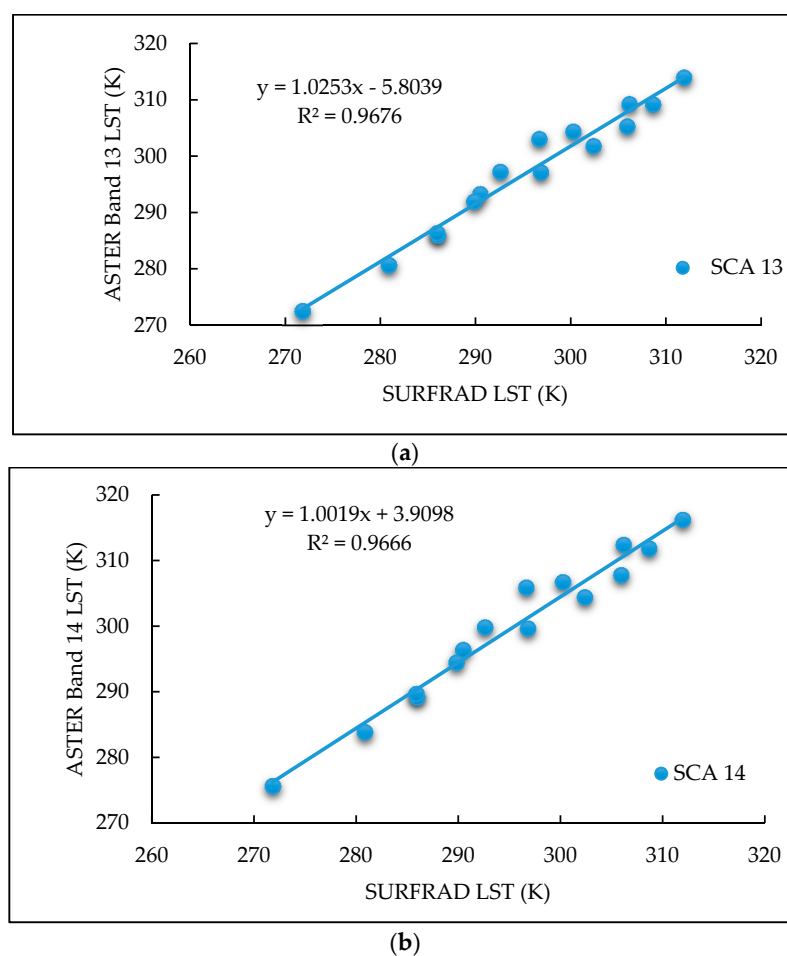 y = 1.0253x - 5.8039
R² = 0.9676
ASTER Band 13 LST (K)
320
310
300
290
280
270
SCA 13
260 270 280 290 300 310 320
SURFRAD LST (K)
(a)
y = 1.0019x + 3.9098
R² = 0.9666
ASTER Band 14 LST (K)
320
310
300
290
280
270
SCA 14
260 270 280 290 300 310 320
SURFRAD LST (K)
(b)